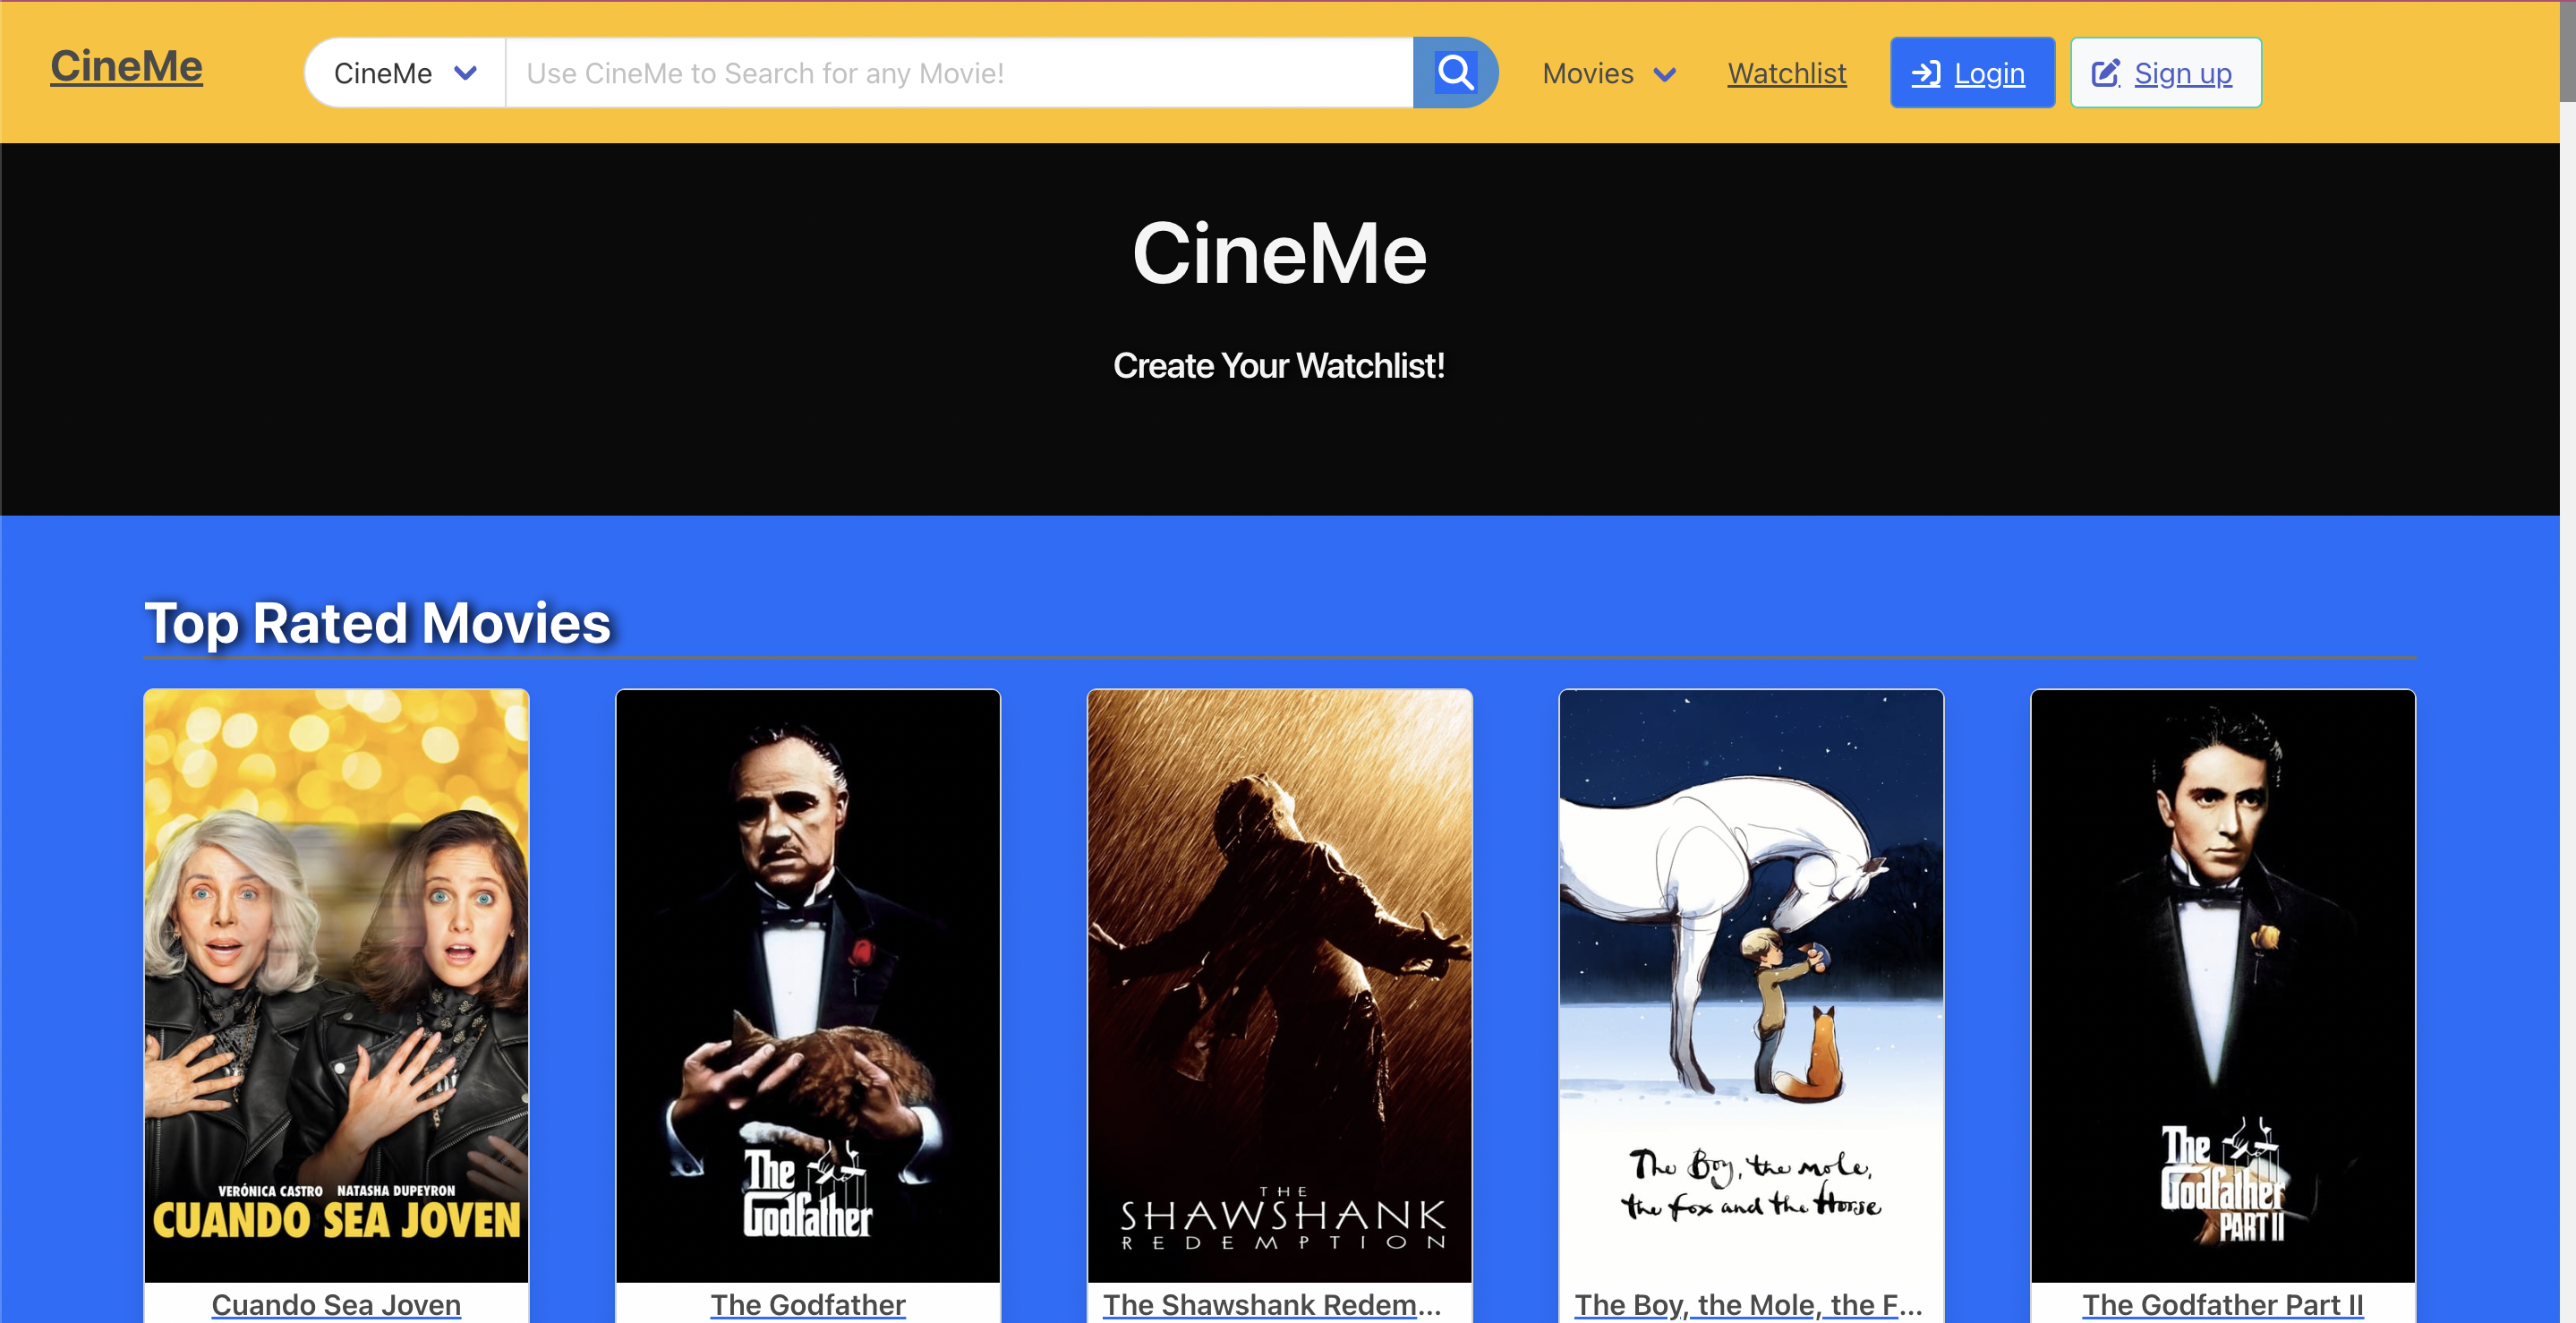 CineMe
CineMe
Use CineMe to Search for any Movie!
Movies
Watchlist
Login
Sign up
CineMe
Create Your Watchlist!
Top Rated Movies
VERÓNICA CASTRO NATASHA DUPEYRON
CUANDO SEA JOVEN
The
Godfather
THE
SHAWSHANK
REDEMPTION
The Boy, the mole,
the fox and the Horse
The
Godfather
PART II
Cuando Sea Joven
The Godfather
The Shawshank Redem...
The Boy, the Mole, the F...
The Godfather Part II